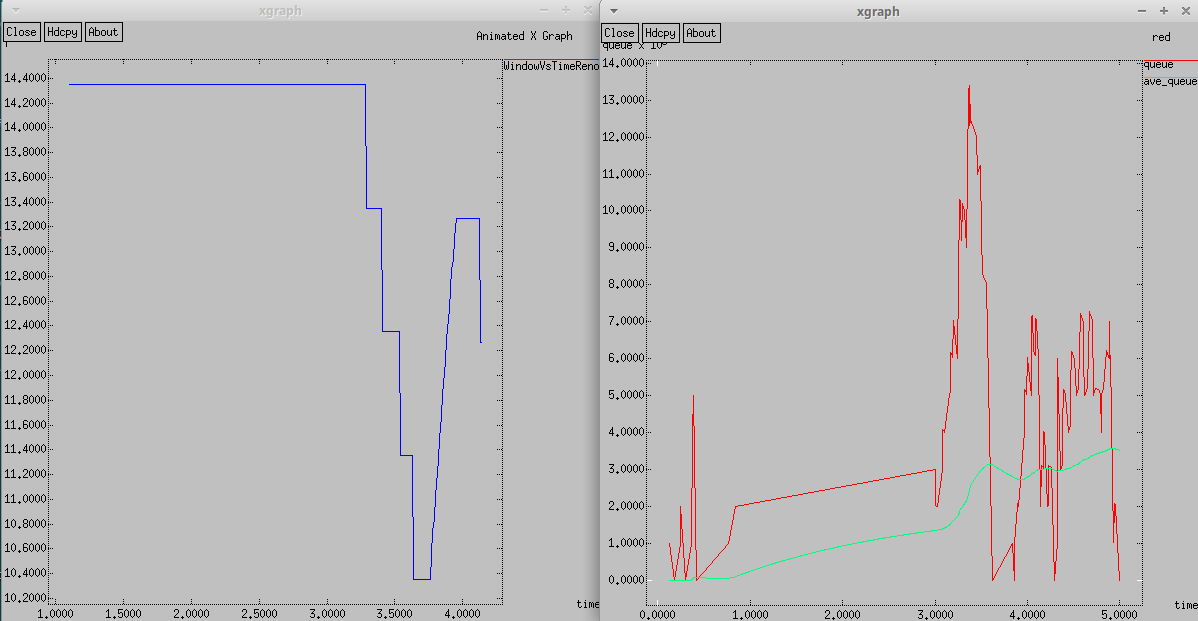 xgraph
Close Hdcpy About
Animated X Graph
WindowVsTimeReno
14.4000
14.2000
14.0000
13.8000
13.6000
13.4000
13.2000
13.0000
12.8000
12.6000
12.4000
12.2000
12.0000
11.8000
11.6000
11.4000
11.2000
11.0000
10.8000
10.6000
10.4000
10.2000
time
1.0000 1.5000 2.0000 2.5000 3.0000 3.5000 4.0000
xgraph
Close Hdcpy About
queue x 10
red
queue
ave_queue
14.0000
13.0000
12.0000
11.0000
10.0000
9.0000
8.0000
7.0000
6.0000
5.0000
4.0000
3.0000
2.0000
1.0000
0.0000
time
0.0000 1.0000 2.0000 3.0000 4.0000 5.0000